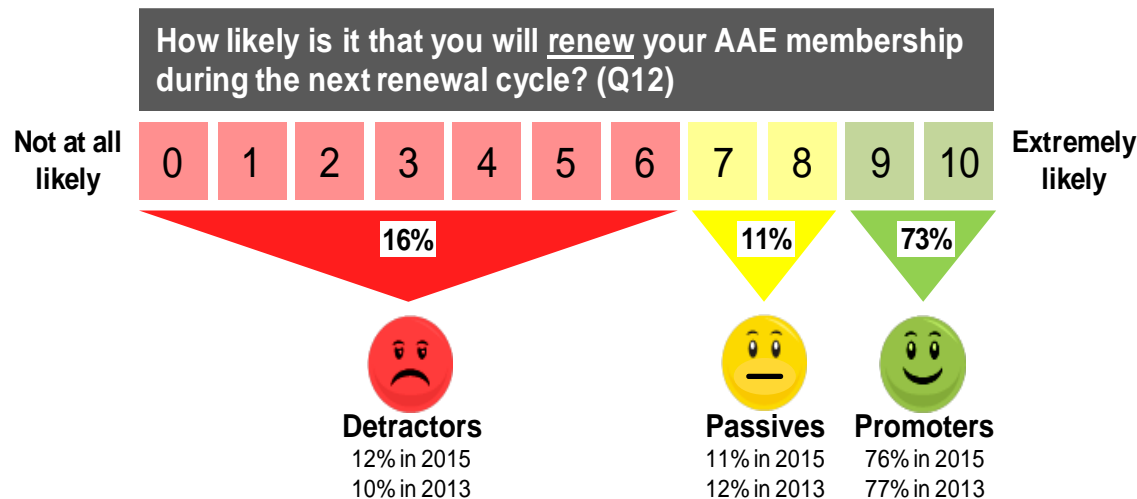 How likely is it that you will renew your AAE membership
during the next renewal cycle? (Q12)
Not at all
likely
0 1 2 3 4 5 6 7 8 9 10
Extremely
likely
16% 11% 73%
Detractors
12% in 2015
10% in 2013
Passives
11% in 2015
12% in 2013
Promoters
76% in 2015
77% in 2013